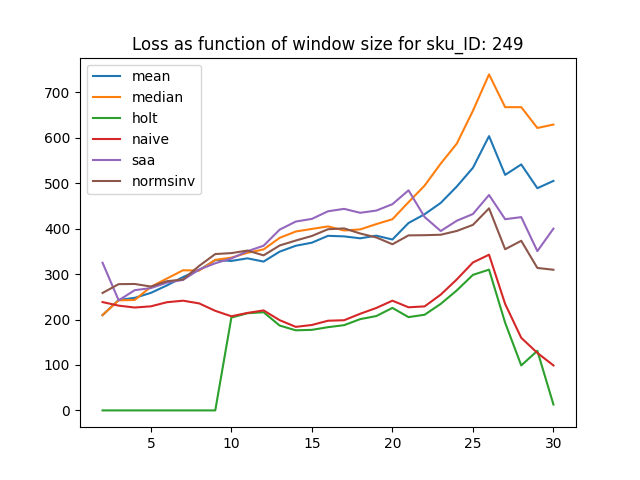 Loss as function of window size for sku_ID: 249
mean
median
holt
naive
saa
normsinv
700
600
500
400
300
200
100
0
5 10 15 20 25 30